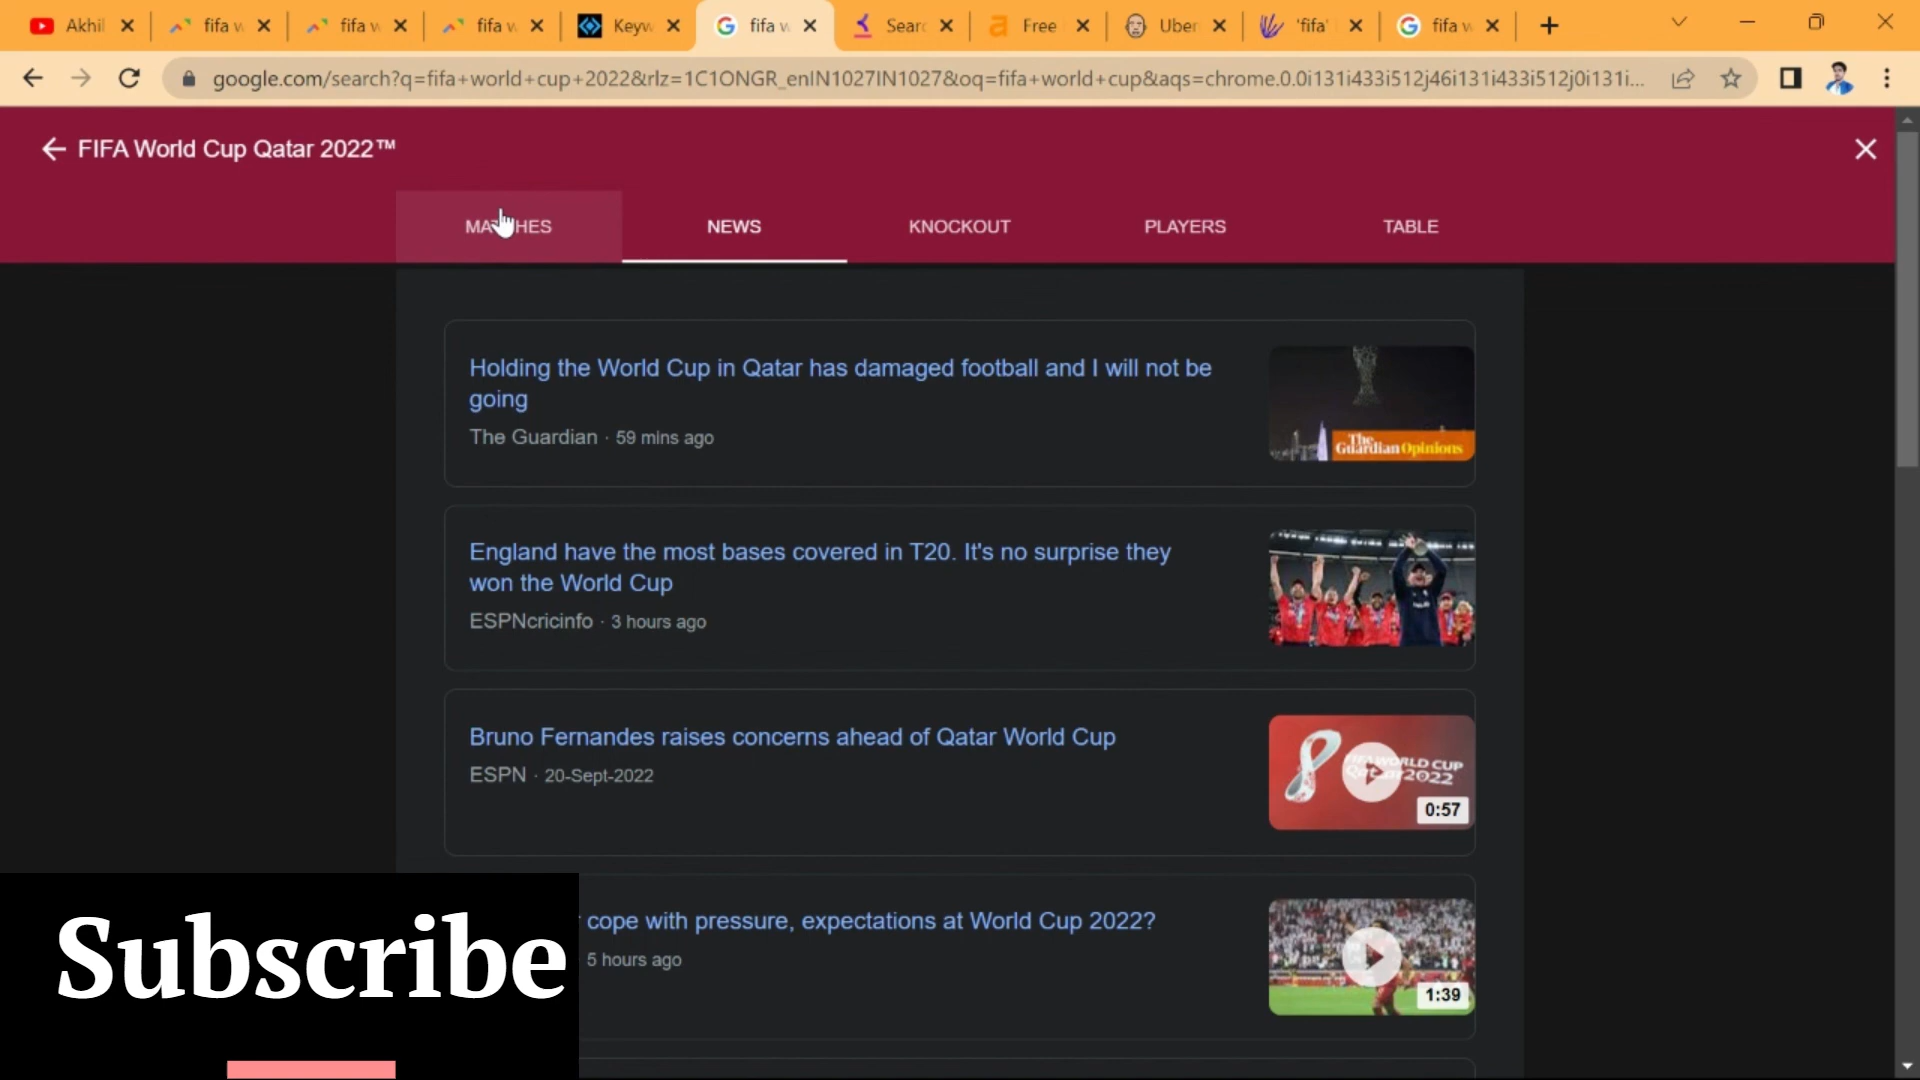 Akhil
fifa w
fifa w
fifa w
Keyw
fifa w
Searc
Free
Uber
'fifa'
fifa w
google.com/search?q=fifa+world+cup+2022&rlz=1C1ONGR_enIN1027IN1027&oq=fifa+world+cup&aqs=chrome.0.0i131i433i512j46i131i433i512j0i131i...
FIFA World Cup Qatar 2022™
MATCHES
NEWS
KNOCKOUT
PLAYERS
TABLE
Holding the World Cup in Qatar has damaged football and I will not be
going
The Guardian · 59 mins ago
The
Guardian Opinions
England have the most bases covered in T20. It's no surprise they
won the World Cup
ESPNcricinfo · 3 hours ago
Bruno Fernandes raises concerns ahead of Qatar World Cup
ESPN · 20-Sept-2022
FIFA WORLD CUP
Qatar2022
0:57
cope with pressure, expectations at World Cup 2022?
5 hours ago
1:39
Subscribe